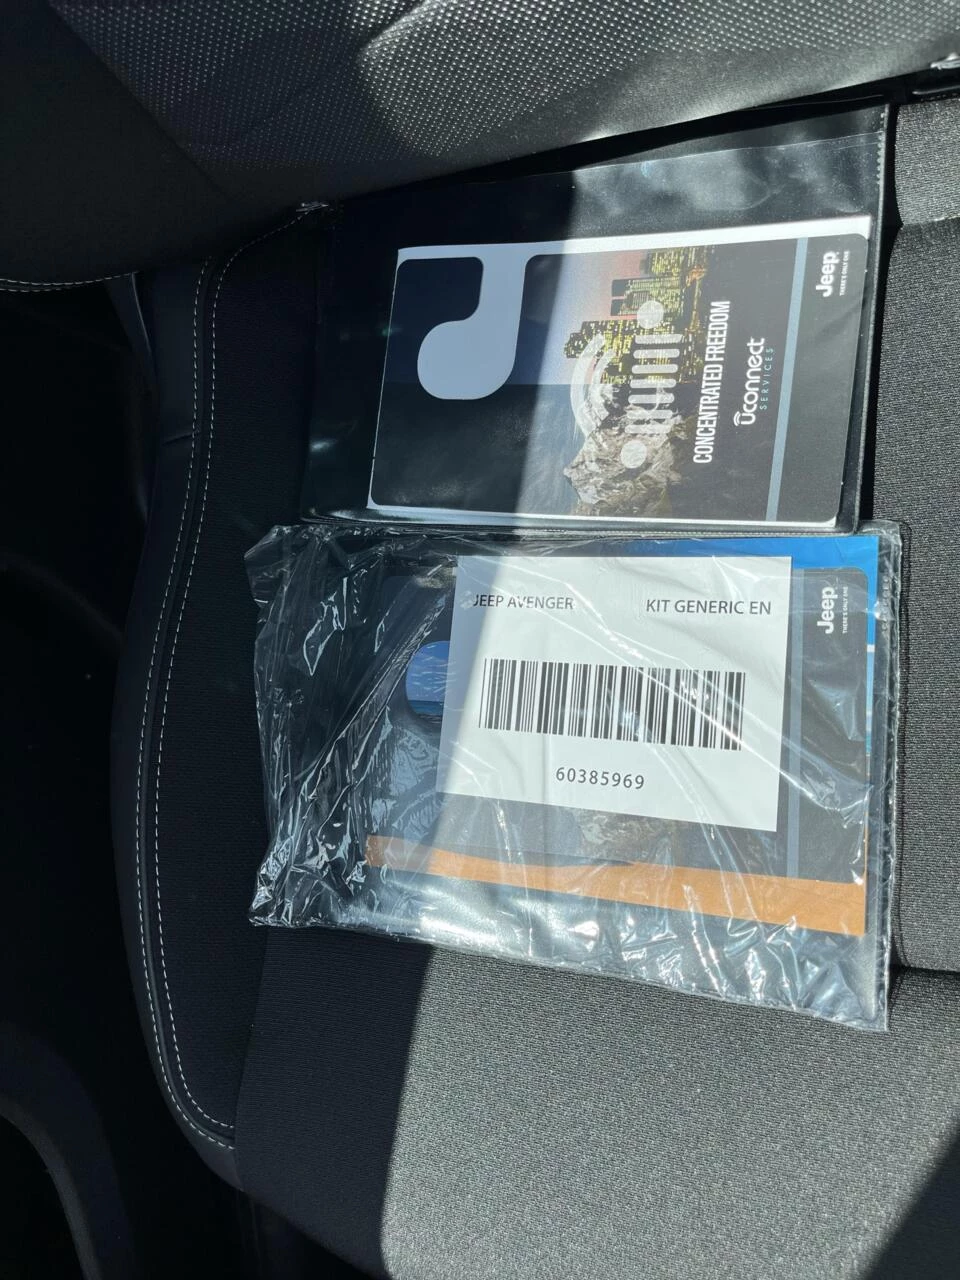 Jeep
THERE'S ONLY ONE
CONCENTRATED FREEDOM
uconnect
SERVICES
JEEP AVENGER
KIT GENERIC EN
60385969
Jeep
THERE'S ONLY ONE